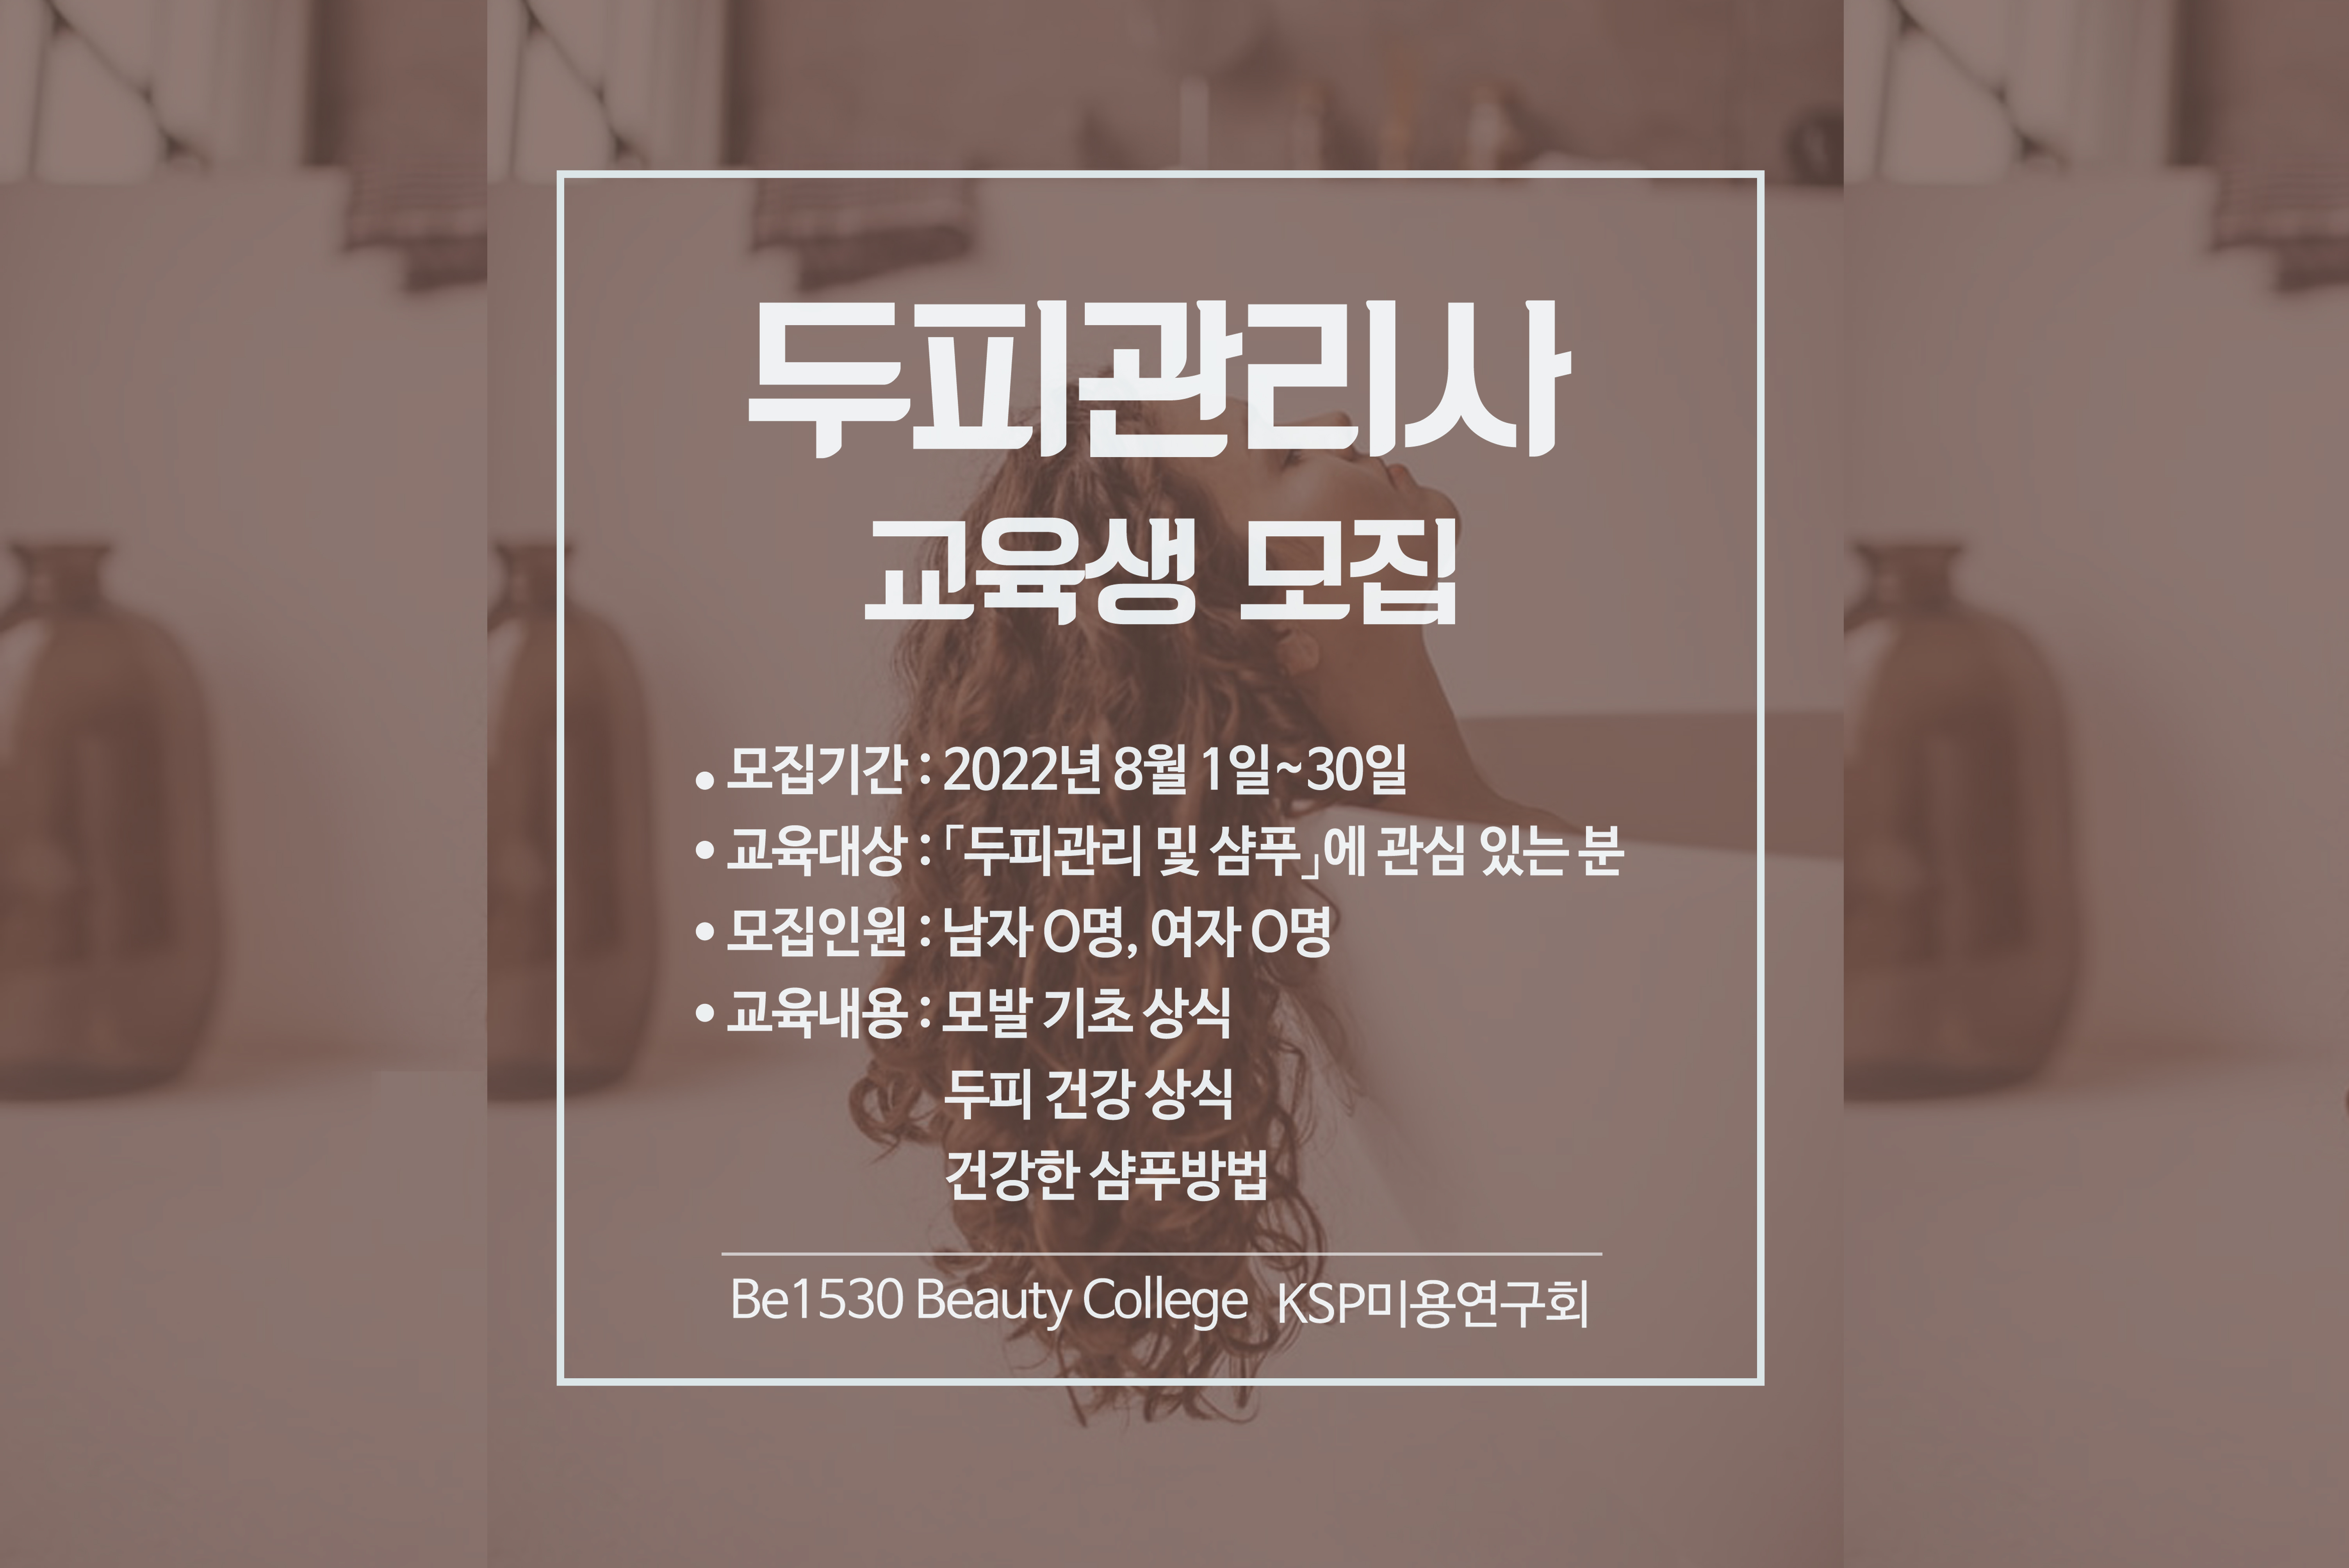 두피관리사
교육생 모집
• 모집기간 : 2022년 8월 1일~30일
• 교육대상 : 「두피관리 및 샴푸」에 관심 있는 분
• 모집인원 : 남자 O명, 여자 O명
• 교육내용 : 모발 기초 상식
두피 건강 상식
건강한 샴푸방법
Be1530 Beauty College KSP미용연구회